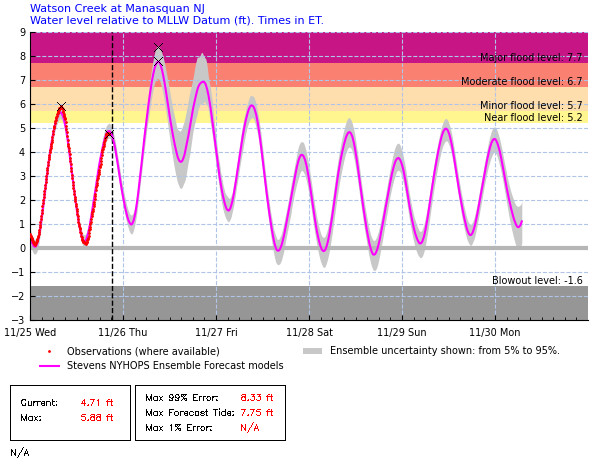 Watson Creek at Manasquan NJ
Water level relative to MLLW Datum (ft). Times in ET.
9
8
Major flood level: 7.7
7
Moderate flood level: 6.7
6
Minor flood level: 5.7
Near flood level: 5.2
5
4
3
2
1
0
−1
Blowout level: -1.6
−2
−3
11/25 Wed 11/26 Thu 11/27 Fri 11/28 Sat 11/29 Sun 11/30 Mon
Observations (where available) Ensemble uncertainty shown: from 5% to 95%.
Stevens NYHOPS Ensemble Forecast models
Current: 4.71 ft
Max: 5.88 ft
Max 99% Error: 8.33 ft
Max Forecast Tide: 7.75 ft
Max 1% Error: N/A
N/A